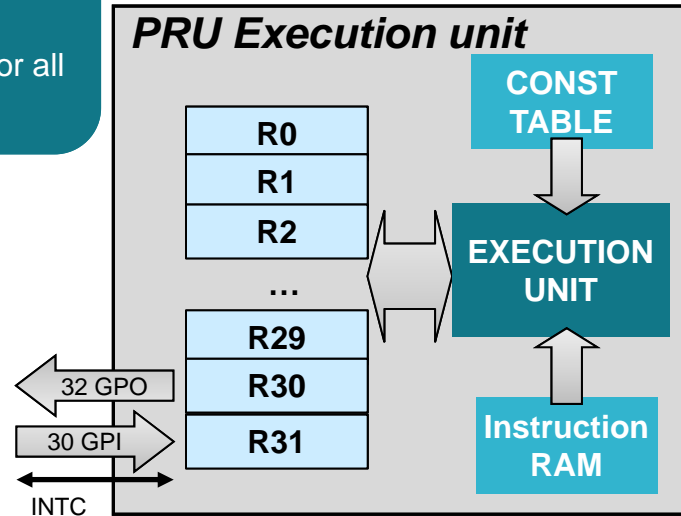 or all
PRU Execution unit
CONST
TABLE
R0
R1
R2
...
R29
R30
R31
EXECUTION
UNIT
Instruction
RAM
32 GPO
30 GPI
INTC